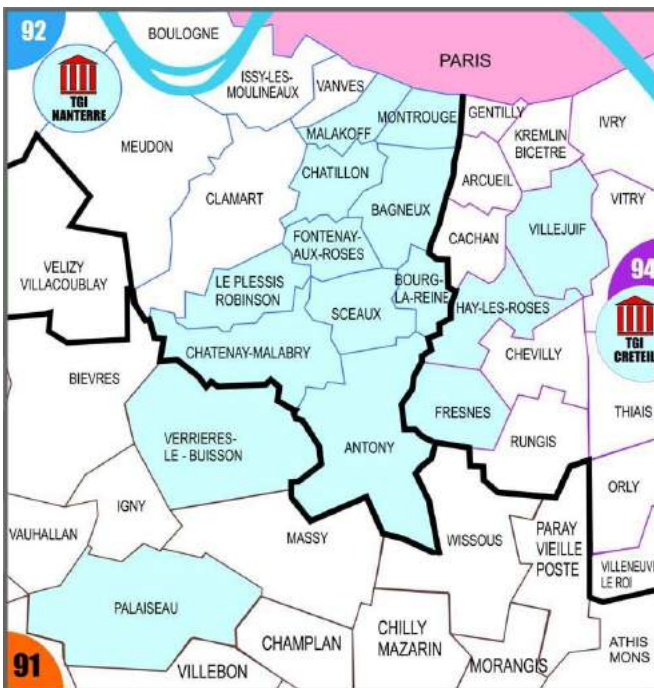 92
BOULOGNE
PARIS
TGI
NANTERRE
ISSY-LES-
MOULINEAUX
VANVES
MALAKOFF
MONTROUGE
GENTILLY
KREMLIN
BICETRE
IVRY
MEUDON
CLAMART
CHATILLON
BAGNEUX
ARCUEIL
VITRY
VILLEJUIF
CACHAN
FONTENAY-
AUX-ROSES
VELIZY
VILLACOUBLAY
LE PLESSIS
ROBINSON
SCEAUX
BOURG-
LA-REINE
HAY-LES-ROSES
94
TGI
CRETEIL
CHATENAY-MALABRY
CHEVILLY
BIEVRES
FRESNES
THIAIS
VERRIERES-
LE - BUISSON
ANTONY
RUNGIS
ORLY
IGNY
VAUHALLAN
MASSY
WISSOUS
PARAY
VIEILLE
POSTE
VILLENEUVE
LE ROI
PALAISEAU
CHAMPLAN
CHILLY
MAZARIN
MORANGIS
ATHIS
MONS
91
VILLEBON